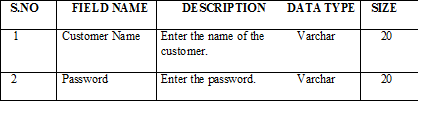 S.NO FIELD NAME DESCRIPTION DATA TYPE SIZE
1 Customer Name Enter the name of the Varchar 20
customer.
2 Password Enter the password. Varchar 20